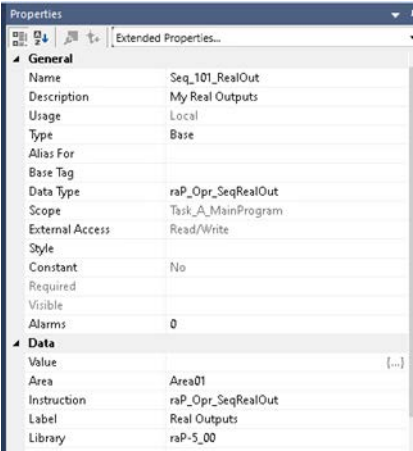 Properties
Extended Properties...
General
Name Seq_101_RealOut
Description My Real Outputs
Usage Local
Type Base
Alias For
Base Tag
Data Type raP_Opr_SeqRealOut
Scope Task_A_MainProgram
External Access Read/Write
Style
Constant No
Required
Visible
Alarms 0
Data
Value {...}
Area Area01
Instruction raP_Opr_SeqRealOut
Label Real Outputs
Library raP-5_00